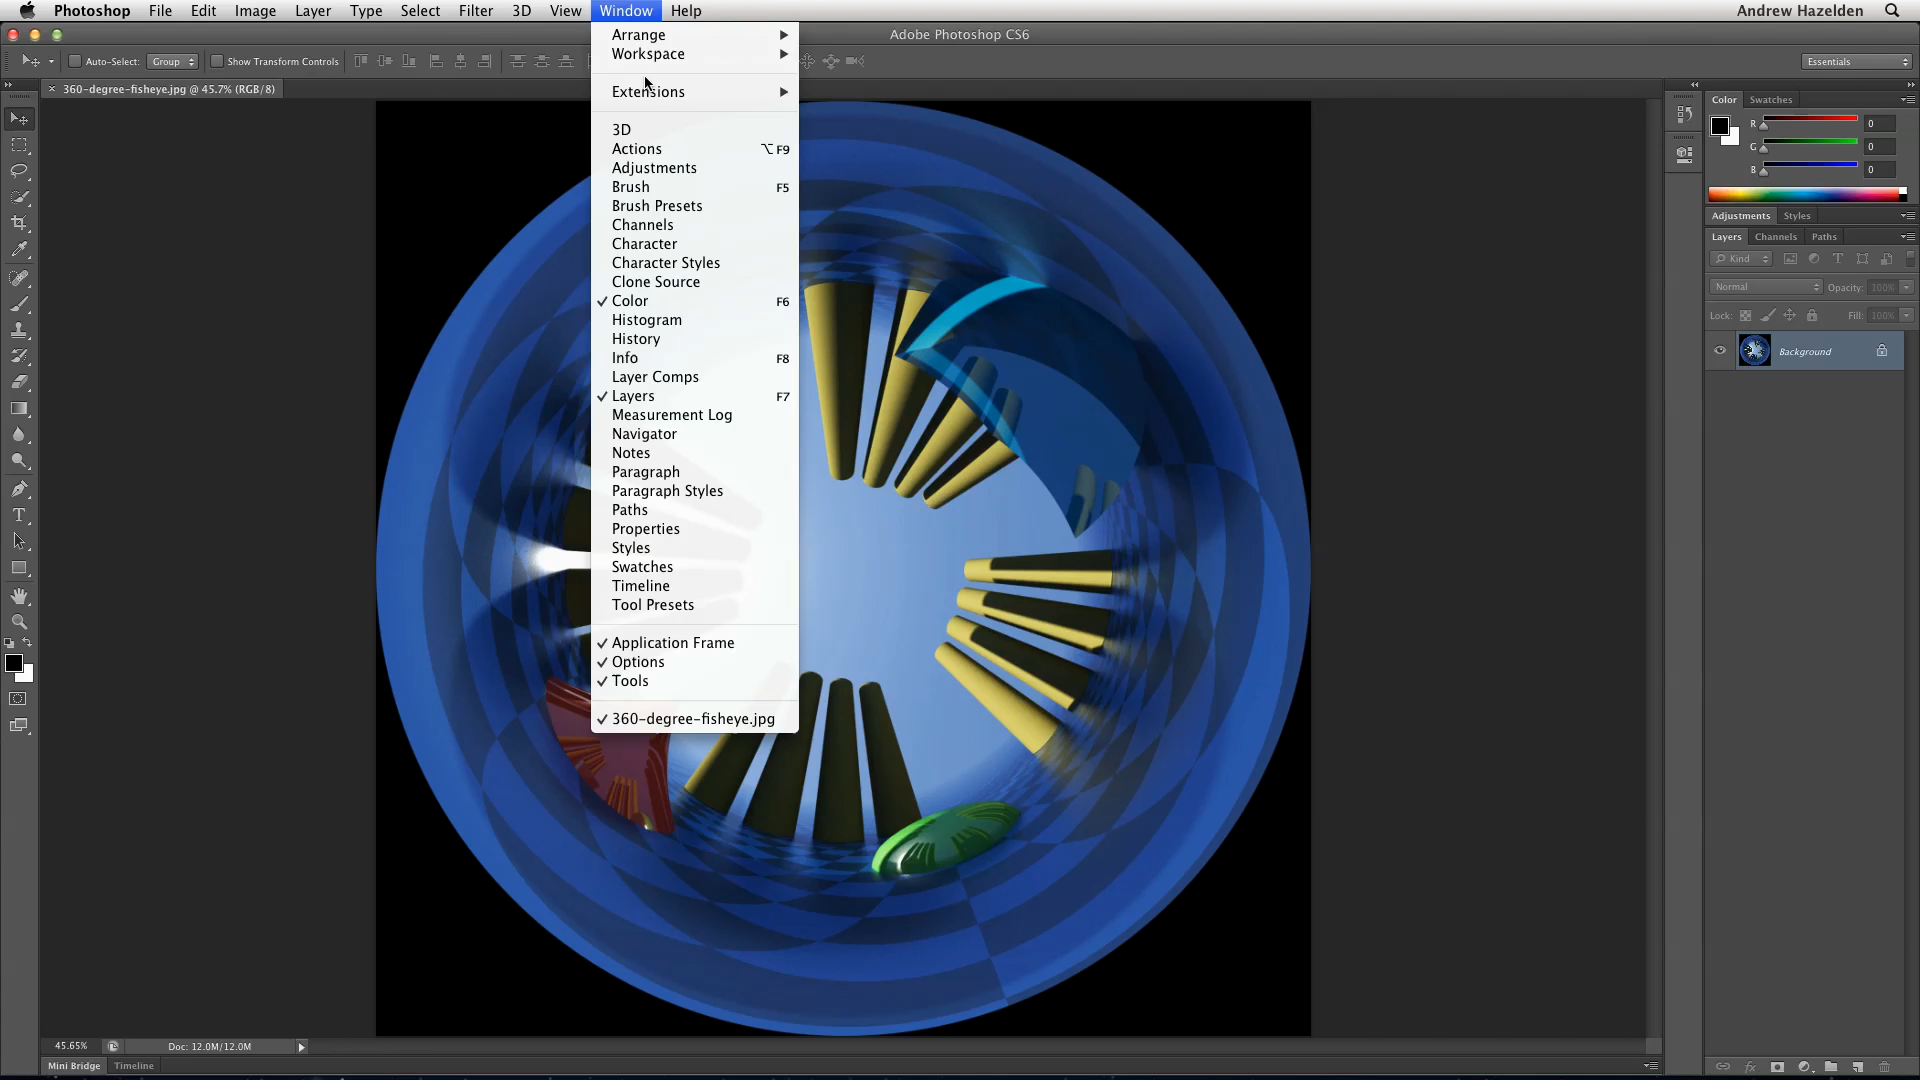 Photoshop File Edit Image Layer Type Select Filter 3D View Window Help Andrew Hazelden
Adobe Photoshop CS6
Auto-Select: Group Show Transform Controls Essentials
× 360-degree-fisheye.jpg @ 45.7% (RGB/8)
Arrange
Workspace
Extensions
3D
Actions ⌥F9
Adjustments
Brush F5
Brush Presets
Channels
Character
Character Styles
Clone Source
✓ Color F6
Histogram
History
Info F8
Layer Comps
✓ Layers F7
Measurement Log
Navigator
Notes
Paragraph
Paragraph Styles
Paths
Properties
Styles
Swatches
Timeline
Tool Presets
✓ Application Frame
✓ Options
✓ Tools
✓ 360-degree-fisheye.jpg
Color Swatches
R 0
G 0
B 0
Adjustments Styles
Layers Channels Paths
Kind
Normal Opacity: 100%
Lock: Fill: 100%
Background
45.65% Doc: 12.0M/12.0M
Mini Bridge Timeline